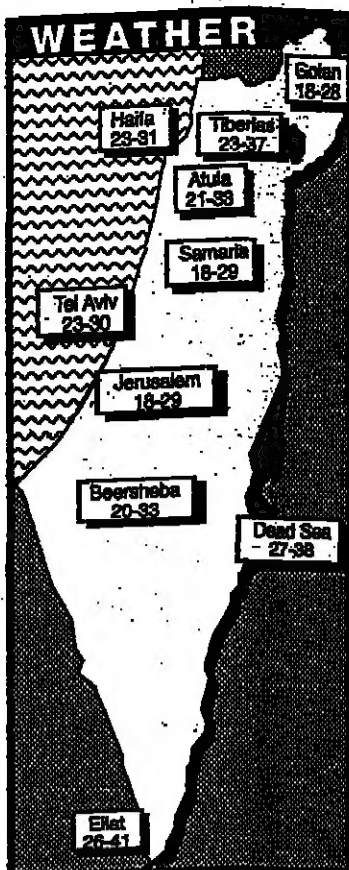 WEATHER
Golan
18-28
Haifa
23-31
Tiberias
23-37
Afula
21-33
Samaria
18-29
Tel Aviv
23-30
Jerusalem
18-29
Beersheba
20-33
Dead Sea
27-38
Eilat
26-41